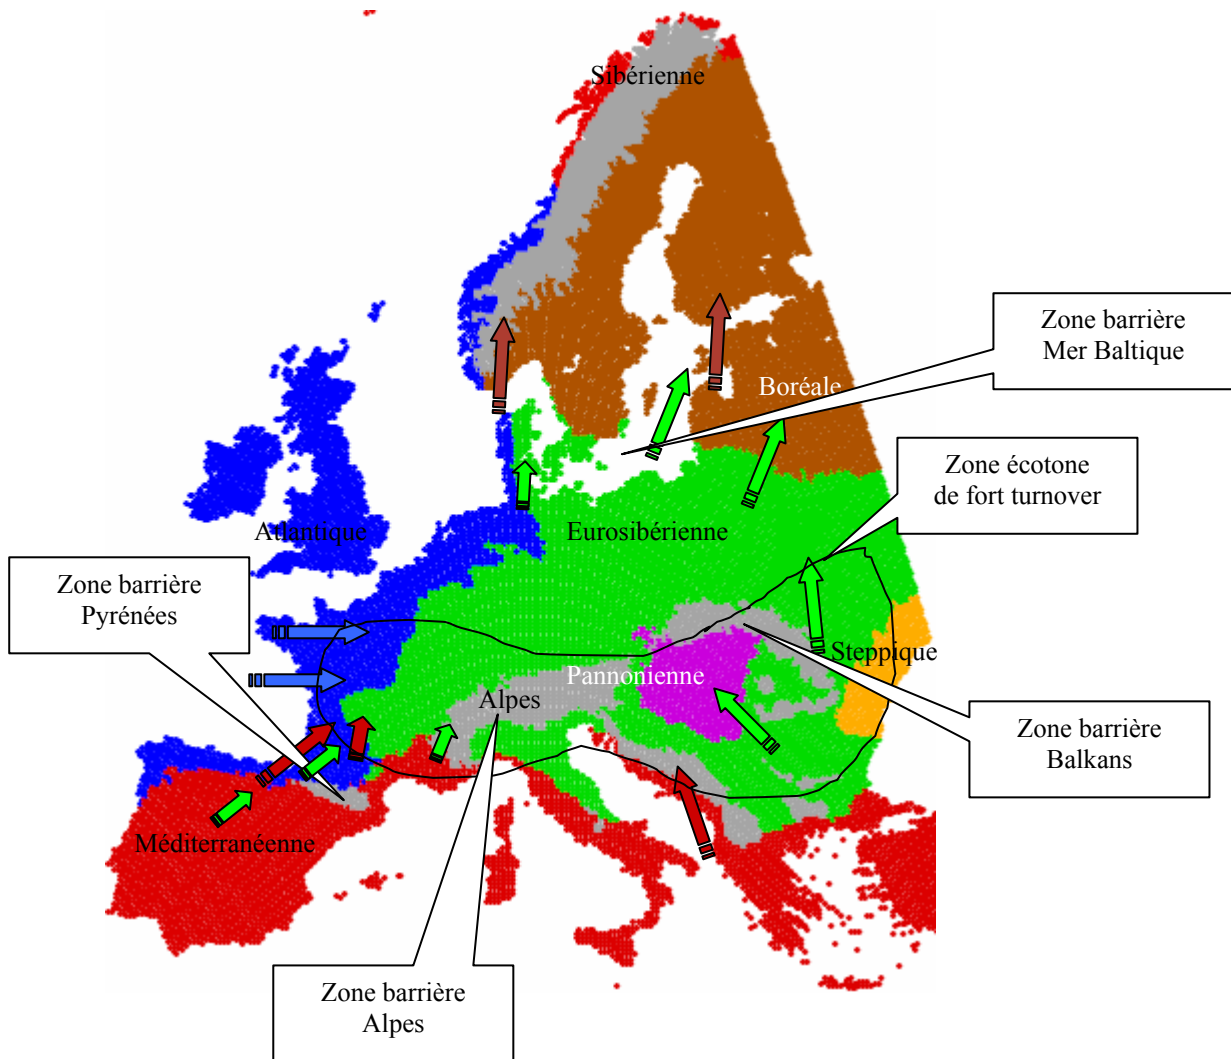 Sibérienne
Zone barrière
Mer Baltique
Boréale
Zone écotone
de fort turnover
Atlantique
Eurosibérienne
Zone barrière
Pyrénées
Steppique
Pannonienne
Alpes
Zone barrière
Balkans
Méditerranéenne
Zone barrière
Alpes